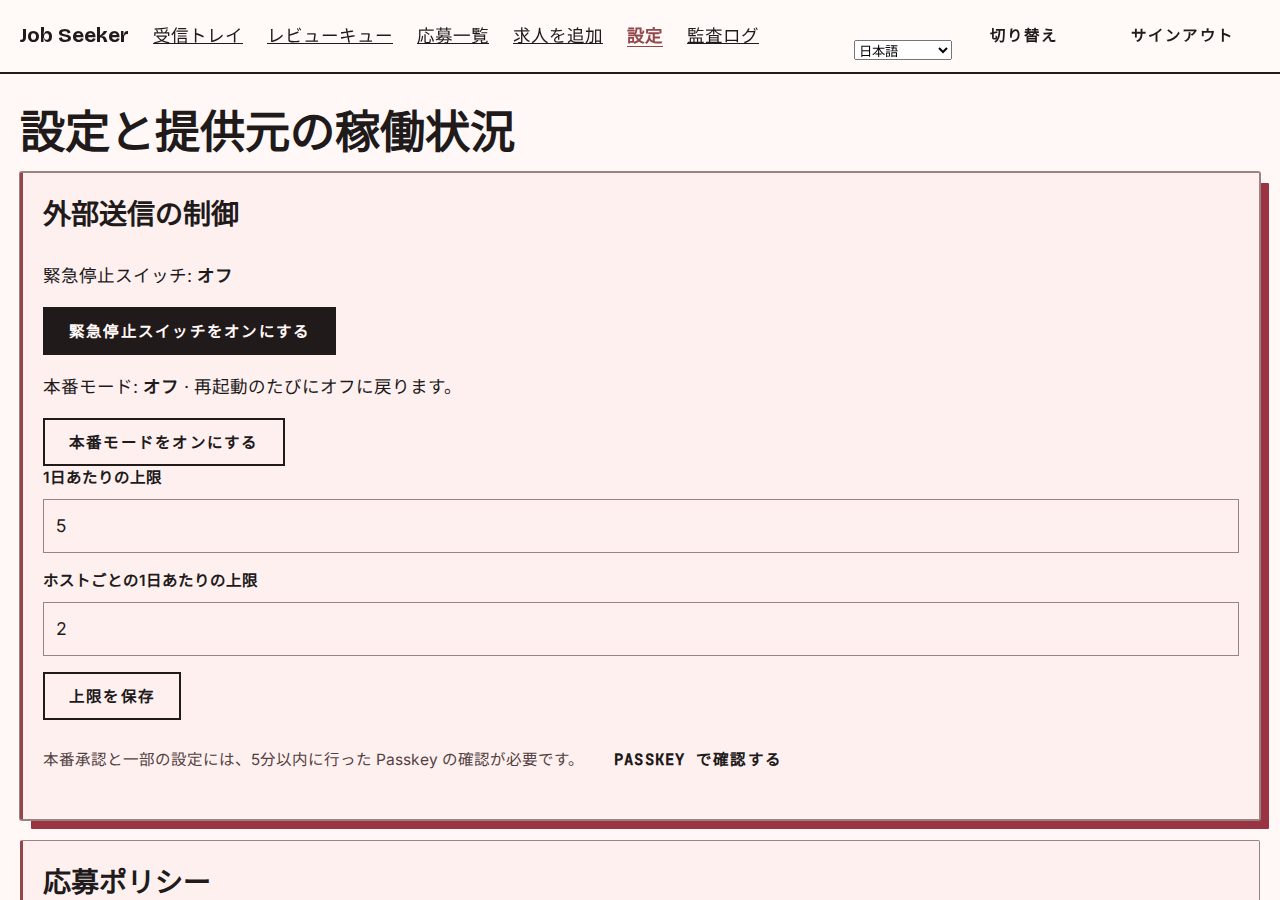 Job Seeker 受信トレイ レビューキュー 応募一覧 求人を追加 設定 監査ログ 日本語 切り替え サインアウト
設定と提供元の稼働状況
外部送信の制御
緊急停止スイッチ: オフ
緊急停止スイッチをオンにする
本番モード: オフ · 再起動のたびにオフに戻ります。
本番モードをオンにする
1日あたりの上限
5
ホストごとの1日あたりの上限
2
上限を保存
本番承認と一部の設定には、5分以内に行った Passkey の確認が必要です。 PASSKEY で確認する
応募ポリシー